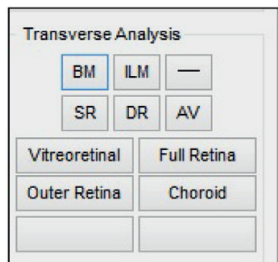 Transverse Analysis
BM ILM —
SR DR AV
Vitreoretinal Full Retina
Outer Retina Choroid